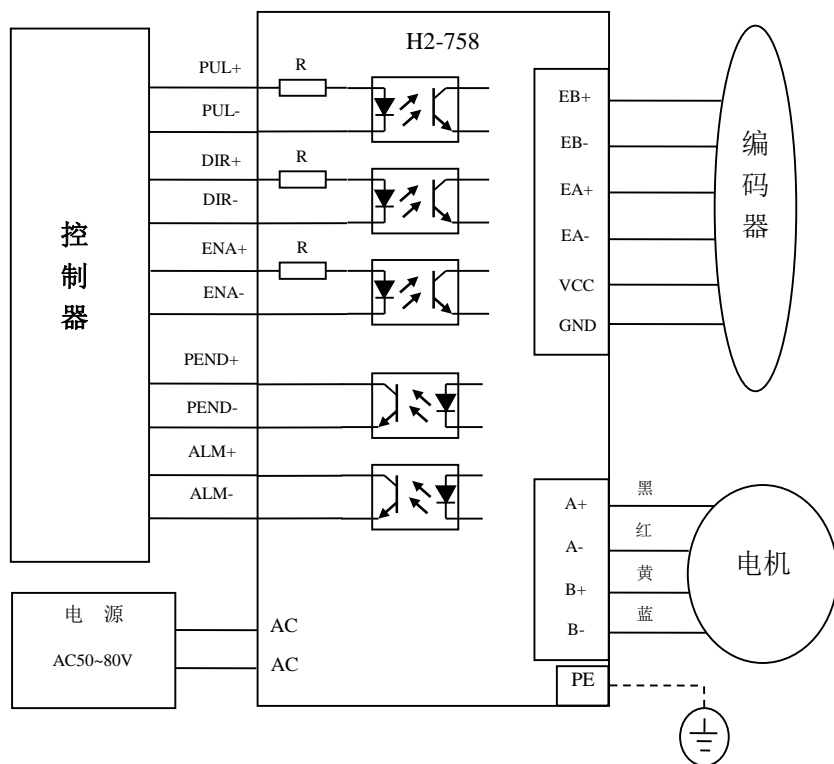 H2-758
控
制
器
PUL+
R
PUL-
DIR+
R
DIR-
ENA+
R
ENA-
PEND+
PEND-
ALM+
ALM-
EB+
EB-
EA+
EA-
VCC
GND
编
码
器
A+
黑
A-
红
B+
黄
B-
蓝
电机
电 源
AC50~80V
AC
AC
PE